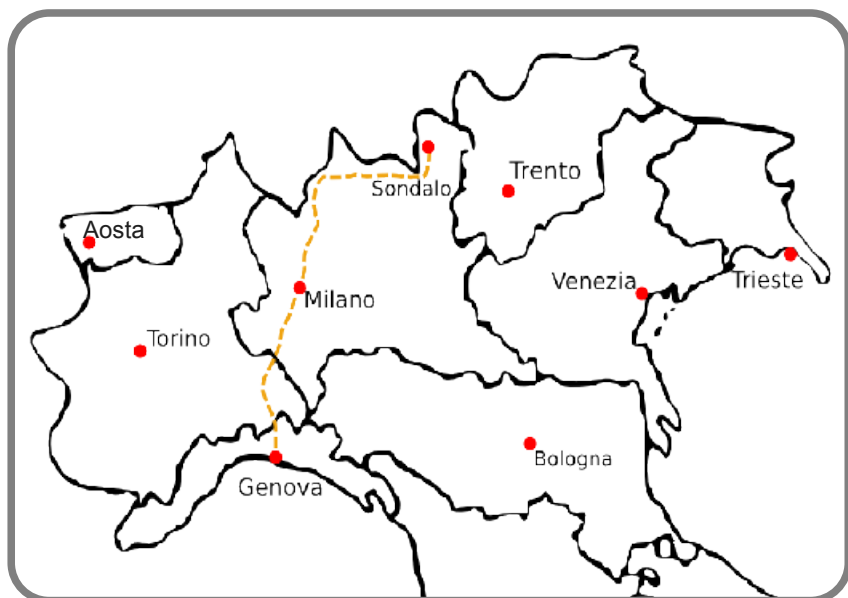 Trento
Sondalo
Aosta
Venezia
Trieste
Milano
Torino
Bologna
Genova